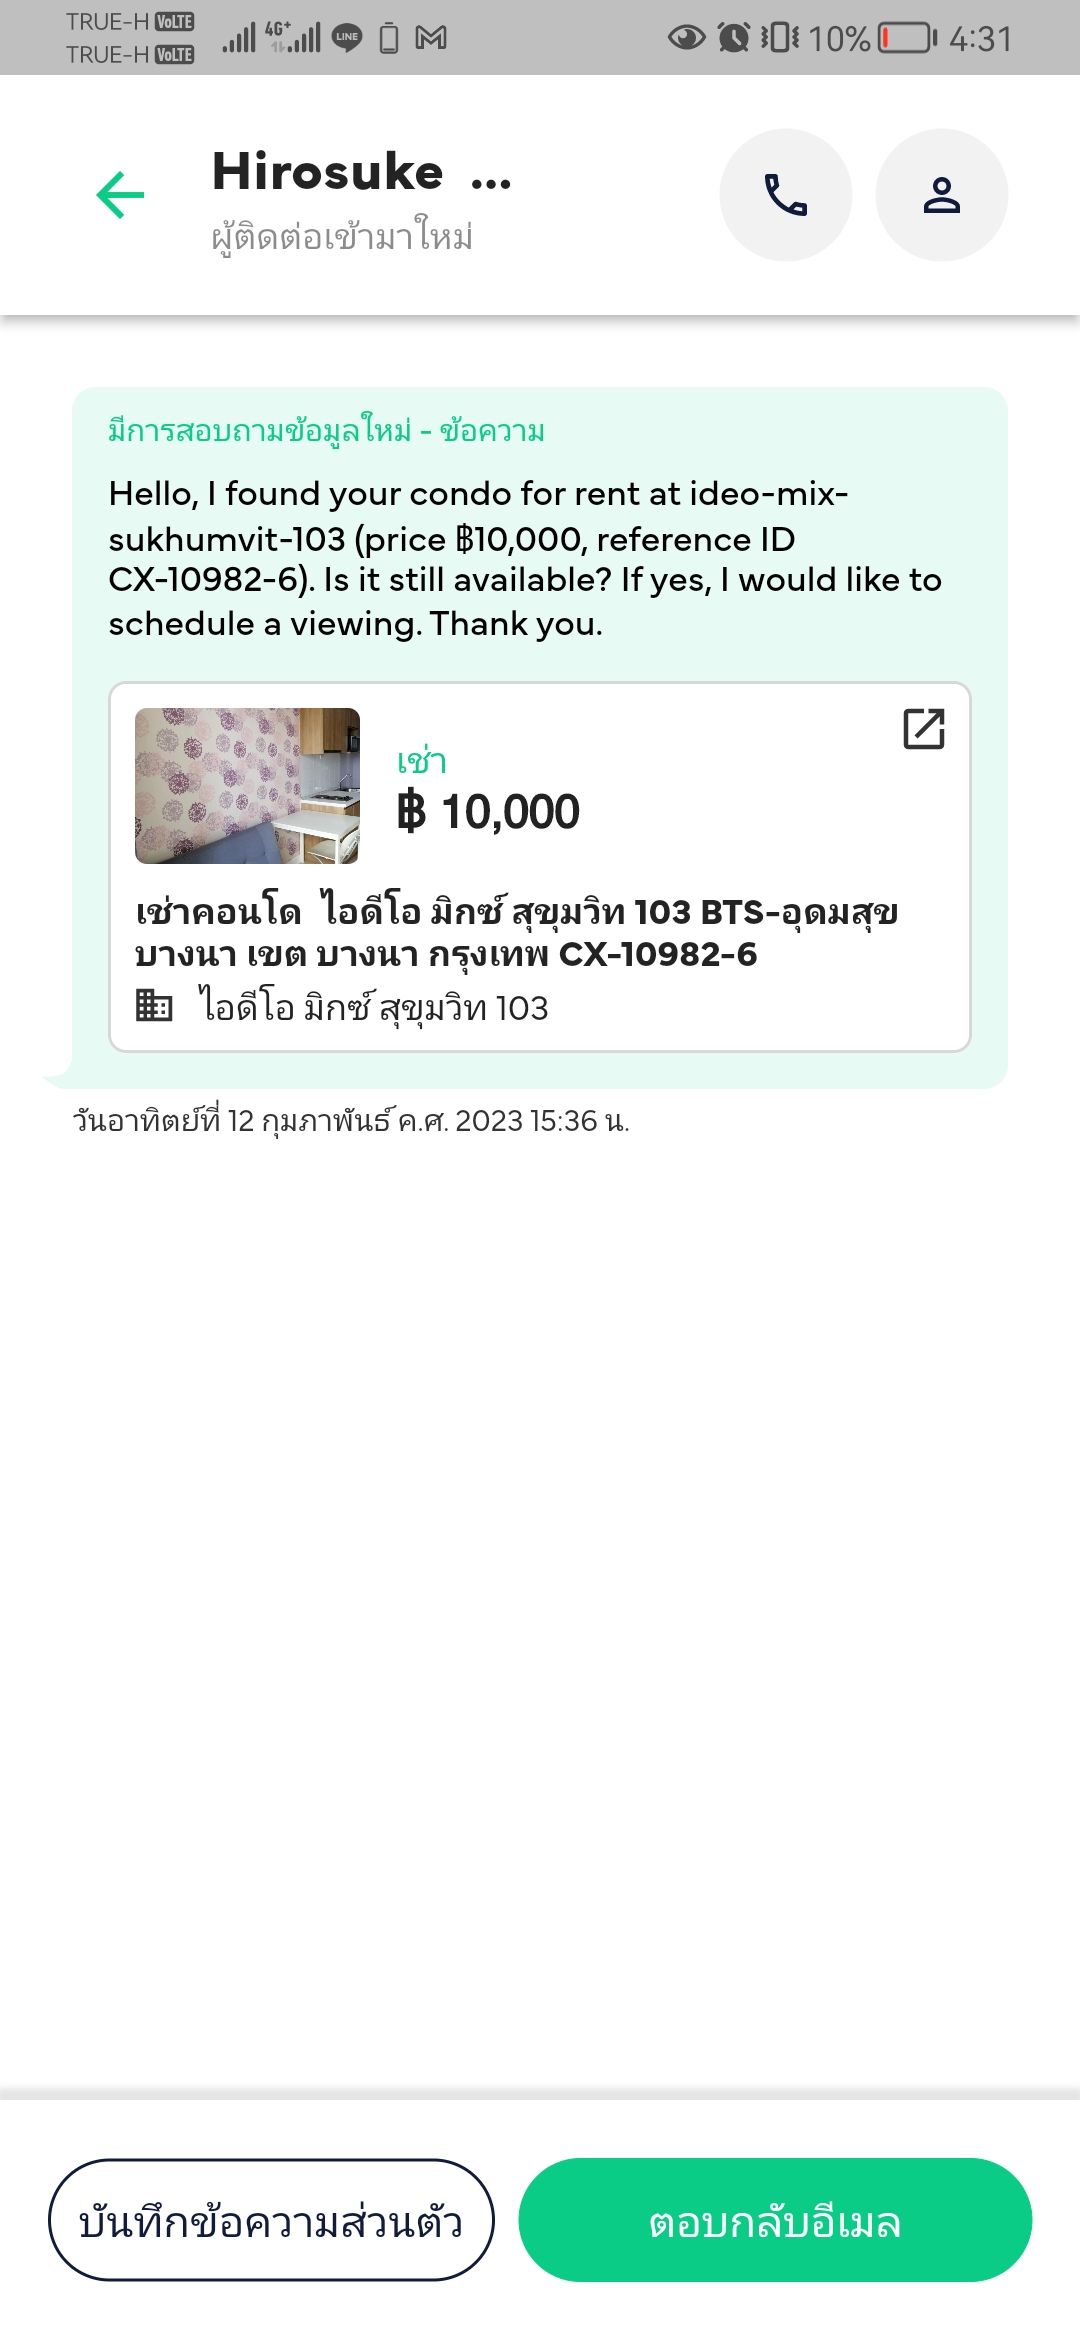 TRUE-H VoLTE
TRUE-H VoLTE
4G+
LINE
10%
4:31
Hirosuke ...
ผู้ติดต่อเข้ามาใหม่
มีการสอบถามข้อมูลใหม่ - ข้อความ
Hello, I found your condo for rent at ideo-mix-
sukhumvit-103 (price ฿10,000, reference ID
CX-10982-6). Is it still available? If yes, I would like to
schedule a viewing. Thank you.
เช่า
฿ 10,000
เช่าคอนโด ไอดีโอ มิกซ์ สุขุมวิท 103 BTS-อุดมสุข
บางนา เขต บางนา กรุงเทพ CX-10982-6
ไอดีโอ มิกซ์ สุขุมวิท 103
วันอาทิตย์ที่ 12 กุมภาพันธ์ ค.ศ. 2023 15:36 น.
บันทึกข้อความส่วนตัว
ตอบกลับอีเมล